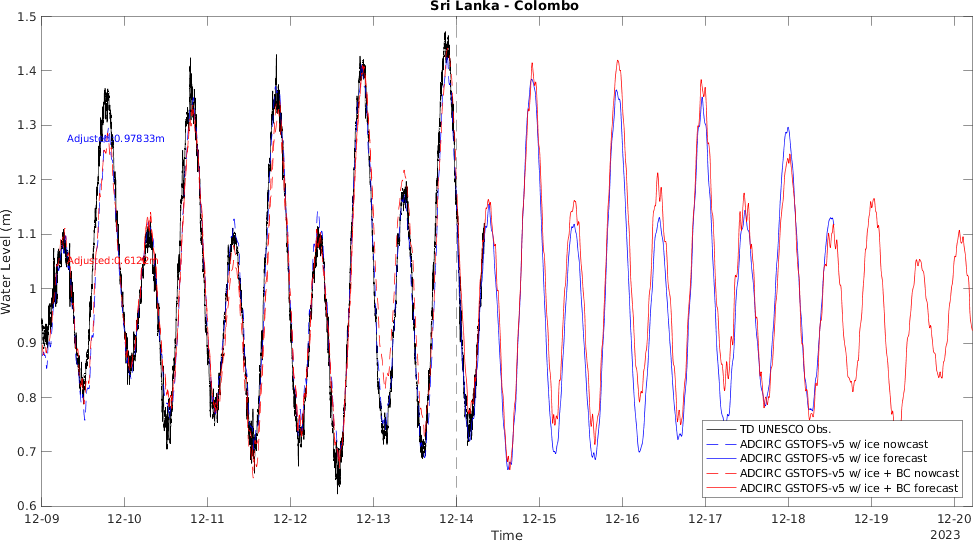 Sri Lanka - Colombo
1.5
1.4
1.3
Adjusted:0.97833m
1.2
1.1
Adjusted:0.6122m
Water Level (m)
1
0.9
0.8
0.7
0.6
TD UNESCO Obs.
ADCIRC GSTOFS-v5 w/ ice nowcast
ADCIRC GSTOFS-v5 w/ ice forecast
ADCIRC GSTOFS-v5 w/ ice + BC nowcast
ADCIRC GSTOFS-v5 w/ ice + BC forecast
12-09 12-10 12-11 12-12 12-13 12-14 12-15 12-16 12-17 12-18 12-19 12-20
Time
2023